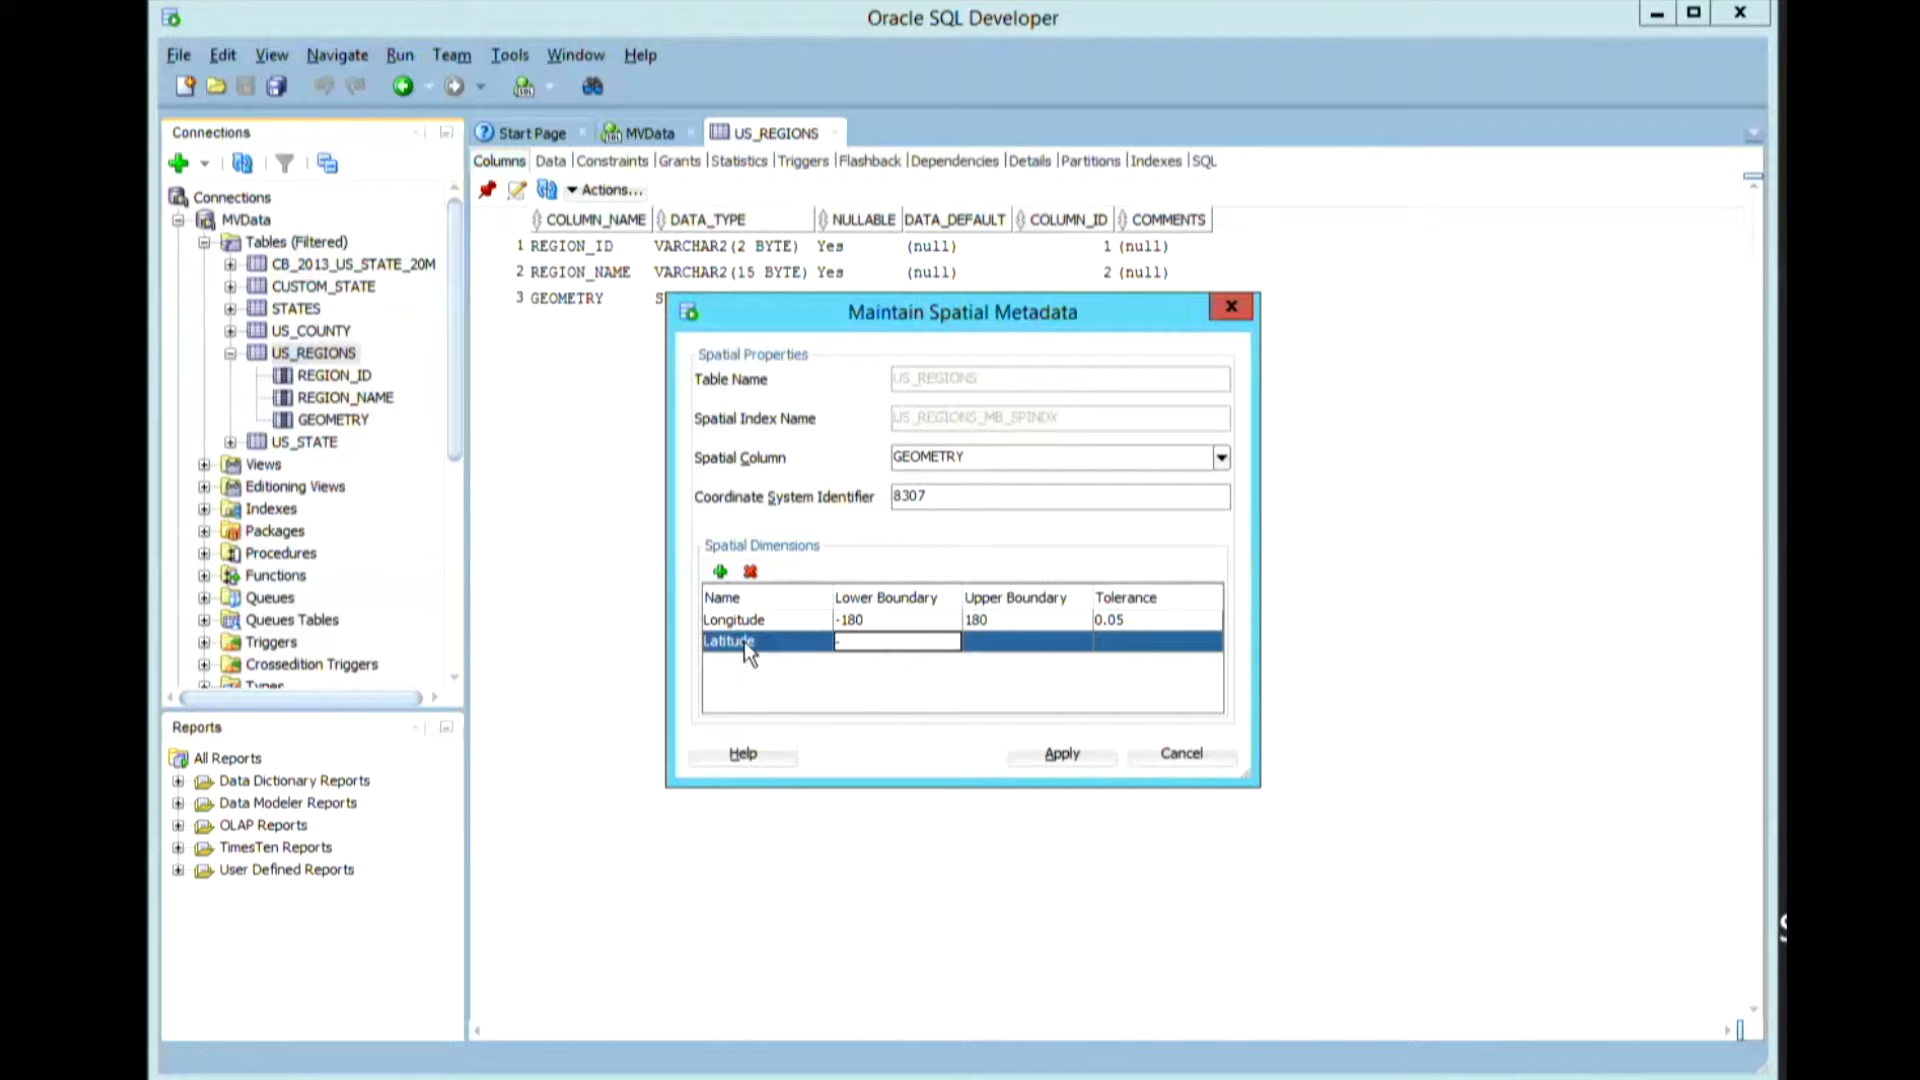 Oracle SQL Developer
File Edit View Navigate Run Team Tools Window Help
Connections
Connections
MVData
Tables (Filtered)
CB_2013_US_STATE_20M
CUSTOM_STATE
STATES
US_COUNTY
US_REGIONS
REGION_ID
REGION_NAME
GEOMETRY
US_STATE
Views
Editioning Views
Indexes
Packages
Procedures
Functions
Queues
Queues Tables
Triggers
Crossedition Triggers
Types
Reports
All Reports
Data Dictionary Reports
Data Modeler Reports
OLAP Reports
TimesTen Reports
User Defined Reports
Start Page MVData US_REGIONS
Columns Data Constraints Grants Statistics Triggers Flashback Dependencies Details Partitions Indexes SQL
Actions...
COLUMN_NAME DATA_TYPE NULLABLE DATA_DEFAULT COLUMN_ID COMMENTS
1 REGION_ID VARCHAR2(2 BYTE) Yes (null) 1 (null)
2 REGION_NAME VARCHAR2(15 BYTE) Yes (null) 2 (null)
3 GEOMETRY S
Maintain Spatial Metadata
Spatial Properties
Table Name US_REGIONS
Spatial Index Name US_REGIONS_MB_SPINDX
Spatial Column GEOMETRY
Coordinate System Identifier 8307
Spatial Dimensions
Name Lower Boundary Upper Boundary Tolerance
Longitude -180 180 0.05
Latitude -
Help Apply Cancel